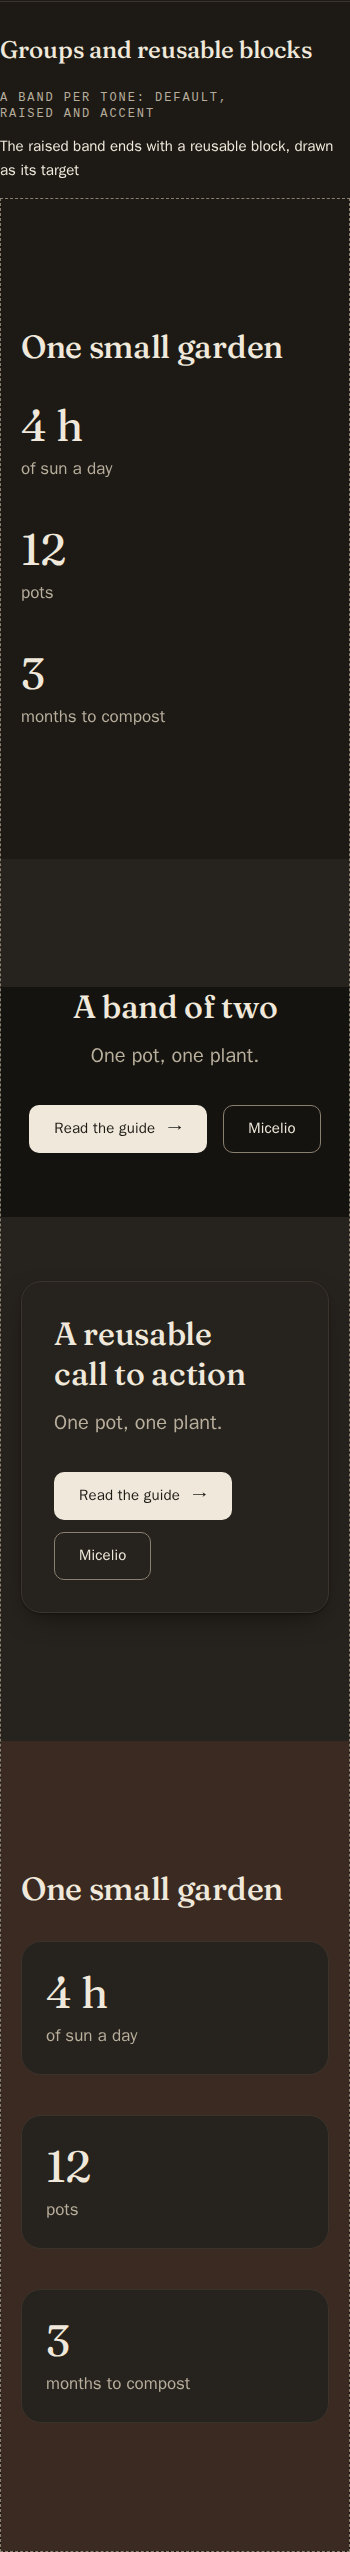 Groups and reusable blocks
A BAND PER TONE: DEFAULT,
RAISED AND ACCENT
The raised band ends with a reusable block, drawn
as its target
One small garden
4 h
of sun a day
12
pots
3
months to compost
A band of two
One pot, one plant.
Read the guide → Micelio
A reusable
call to action
One pot, one plant.
Read the guide →
Micelio
One small garden
4 h
of sun a day
12
pots
3
months to compost